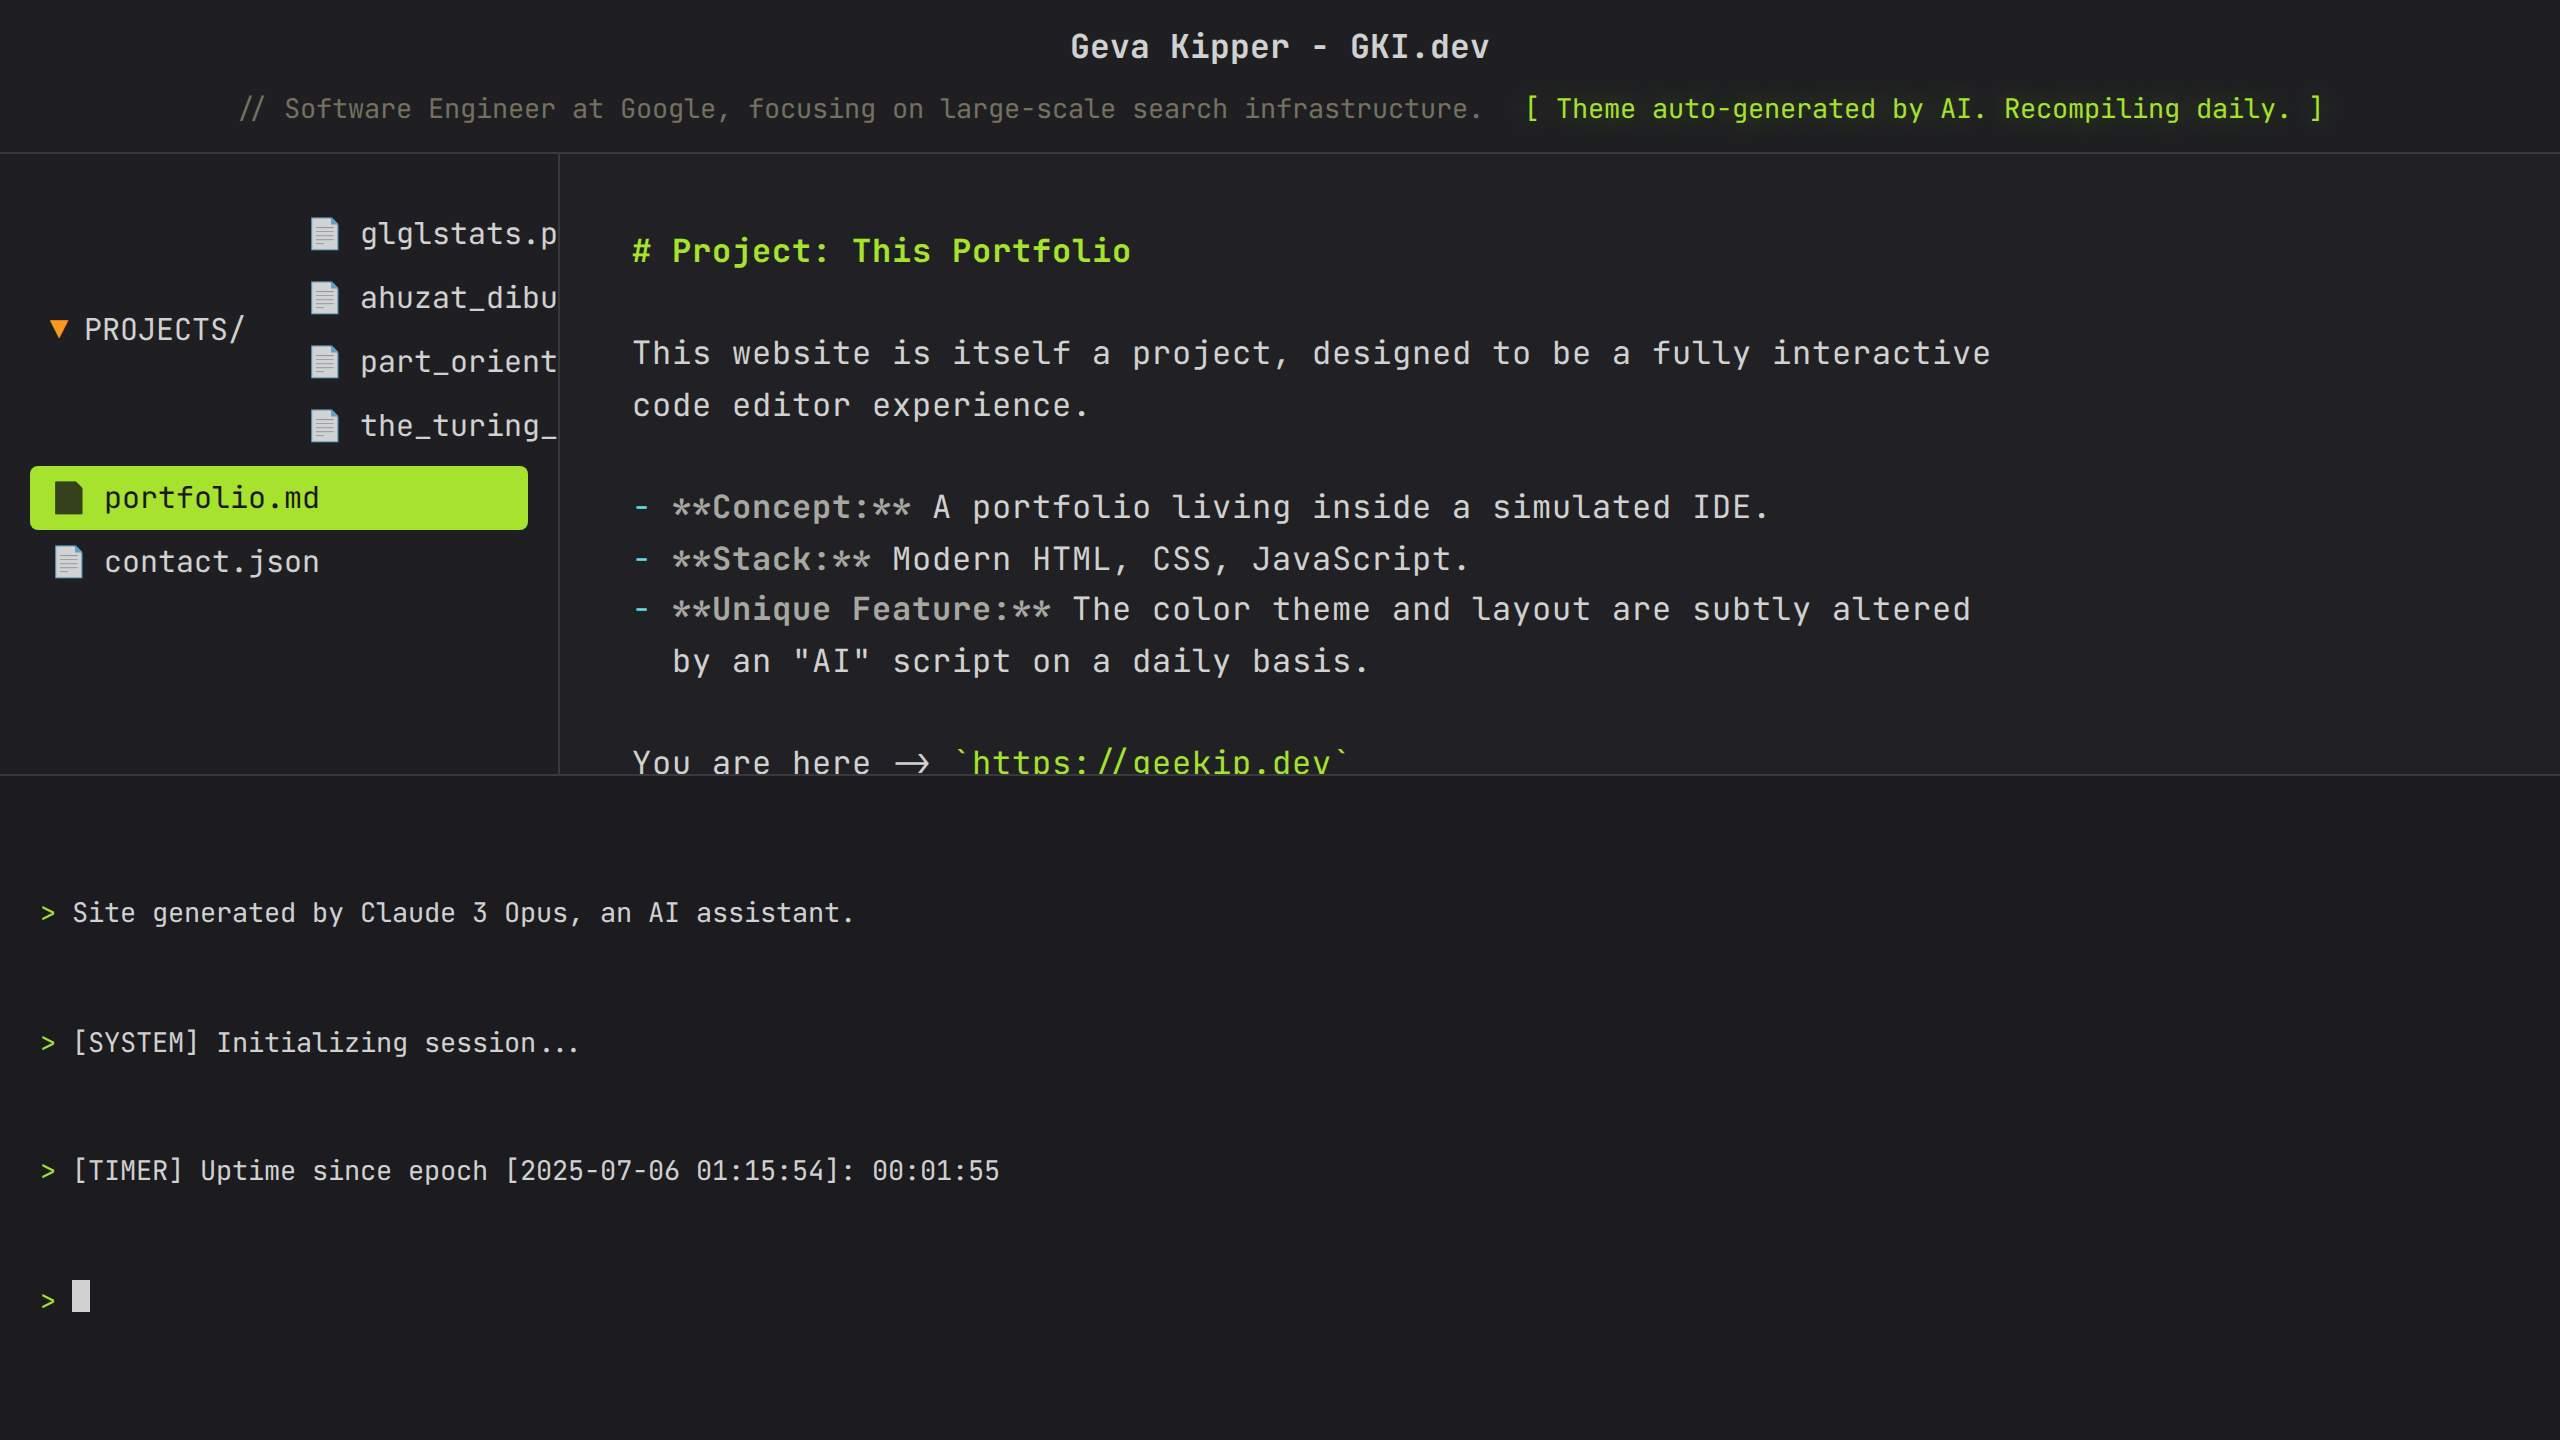 Geva Kipper - GKI.dev
// Software Engineer at Google, focusing on large-scale search infrastructure. [ Theme auto-generated by AI. Recompiling daily. ]
▼ PROJECTS/
glglstats.p
ahuzat_dibu
part_orient
the_turing_
portfolio.md
contact.json
# Project: This Portfolio
This website is itself a project, designed to be a fully interactive
code editor experience.
- **Concept:** A portfolio living inside a simulated IDE.
- **Stack:** Modern HTML, CSS, JavaScript.
- **Unique Feature:** The color theme and layout are subtly altered
by an "AI" script on a daily basis.
You are here -> `https://geekip.dev`
> Site generated by Claude 3 Opus, an AI assistant.
> [SYSTEM] Initializing session...
> [TIMER] Uptime since epoch [2025-07-06 01:15:54]: 00:01:55
>